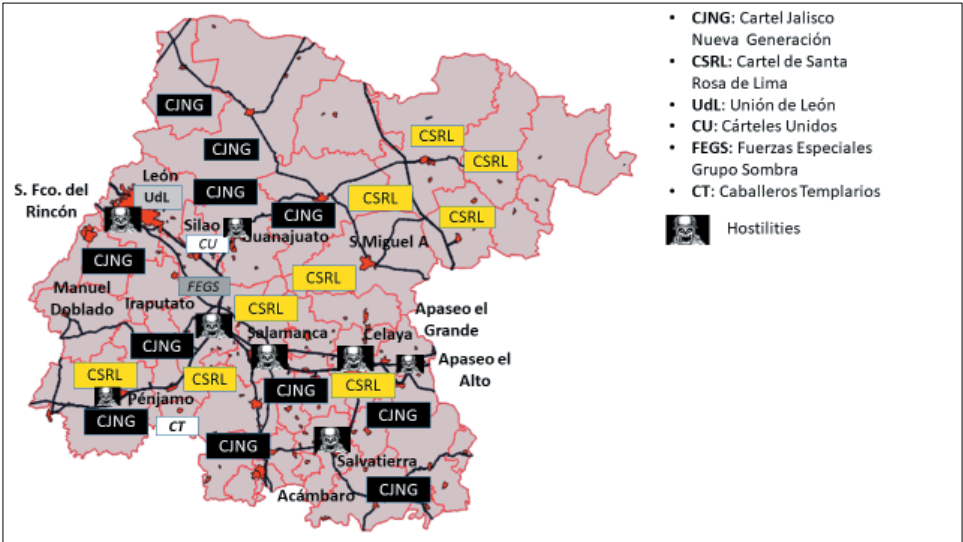 CJNG
CJNG
León
UdL
CJNG
CJNG
CSRL
CSRL
CSRL
CSRL
S. Fco. del
Rincón
Silao
CU
Guanajuato
S.Miguel A
CJNG
CSRL
Manuel
Doblado
Iraputato
FEGS
CSRL
Apaseo el
Grande
Salamanca
Celaya
CJNG
Apaseo el
Alto
CSRL
CSRL
CJNG
CSRL
Pénjamo
CJNG
CT
CJNG
CJNG
Salvatierra
Acámbaro
CJNG
• CJNG: Cartel Jalisco
Nueva Generación
• CSRL: Cartel de Santa
Rosa de Lima
• UdL: Unión de León
• CU: Cárteles Unidos
• FEGS: Fuerzas Especiales
Grupo Sombra
• CT: Caballeros Templarios
Hostilities